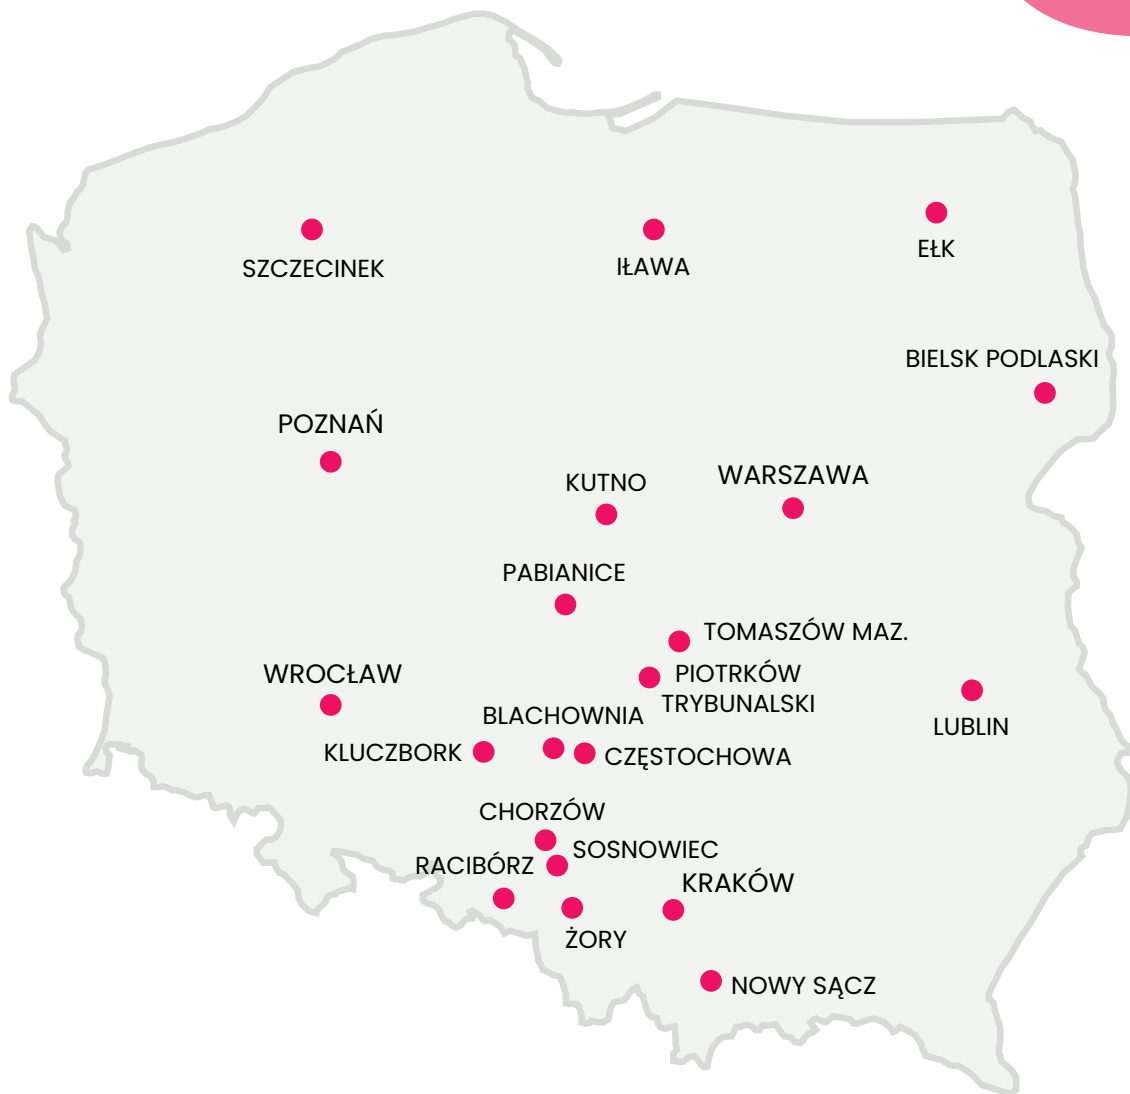 SZCZECINEK
IŁAWA
EŁK
BIELSK PODLASKI
POZNAŃ
KUTNO
WARSZAWA
PABIANICE
TOMASZÓW MAZ.
WROCŁAW
PIOTRKÓW
TRYBUNALSKI
BLACHOWNIA
LUBLIN
KLUCZBORK
CZĘSTOCHOWA
CHORZÓW
SOSNOWIEC
RACIBÓRZ
KRAKÓW
ŻORY
NOWY SĄCZ